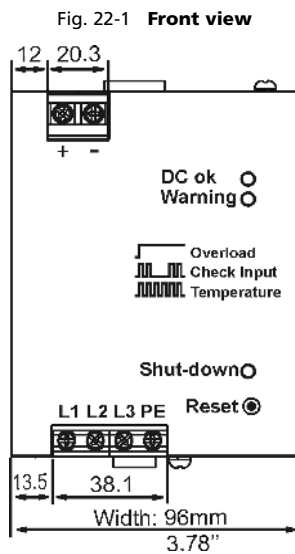 Fig. 22-1 Front view
12 20.3
+ -
DC ok
Warning
Overload
Check Input
Temperature
Shut-down
L1 L2 L3 PE
Reset
13.5 38.1
Width: 96mm
3.78”